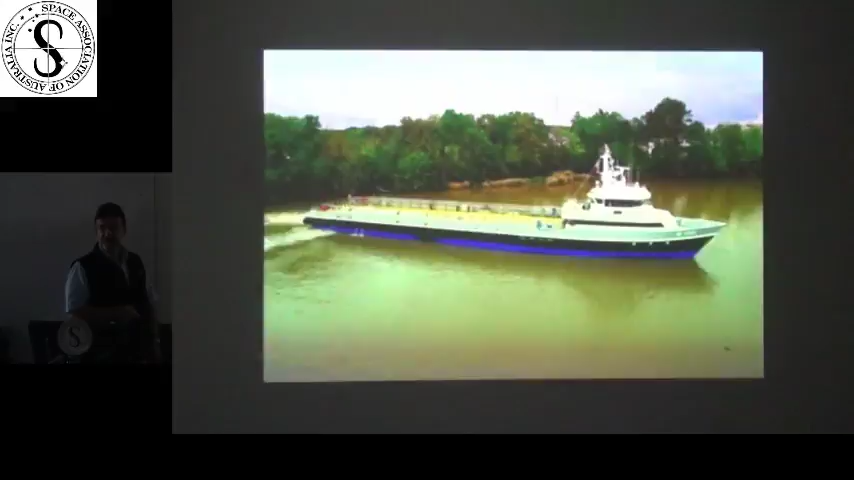 SPACE ASSOCIATION
OF AUSTRALIA INC.
S
S